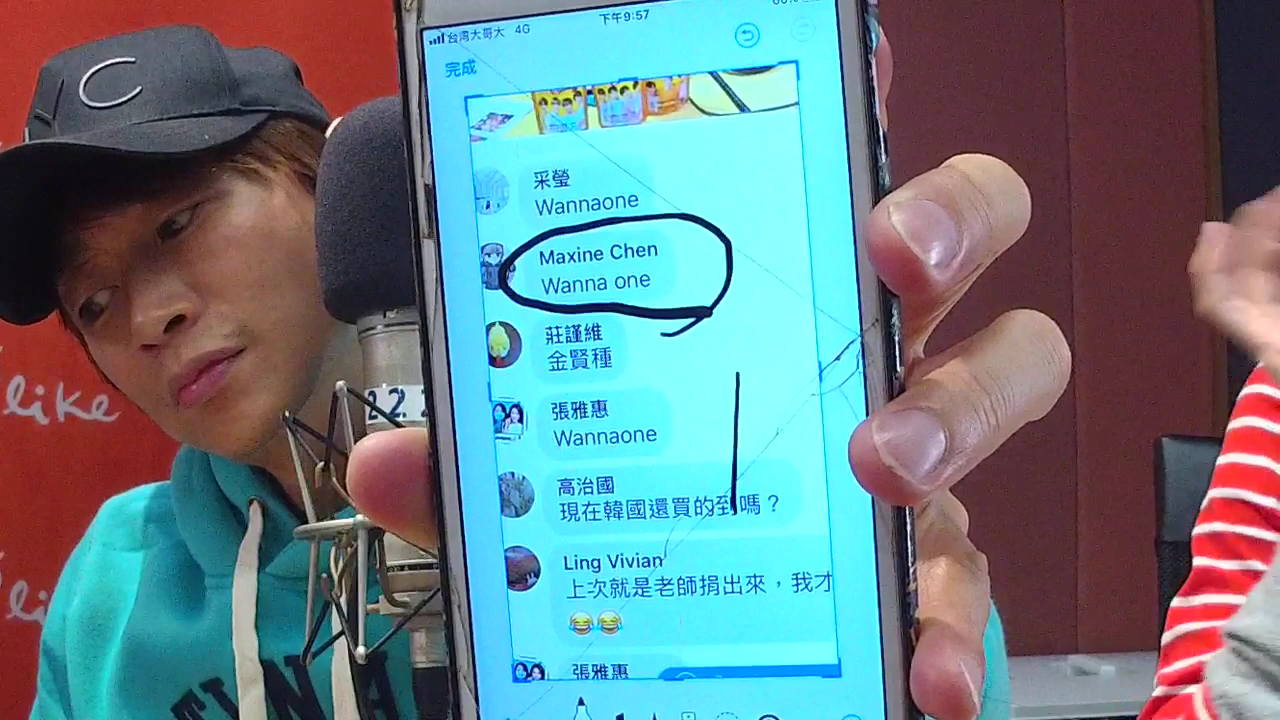 C
台湾大哥大 4G
下午9:57
完成
采瑩
Wannaone
Maxine Chen
Wanna one
莊謹維
金賢種
張雅惠
Wannaone
高治國
現在韓國還買的到嗎？
Ling Vivian
上次就是老師捐出來，我才
😂😂
張雅惠
like
22.2